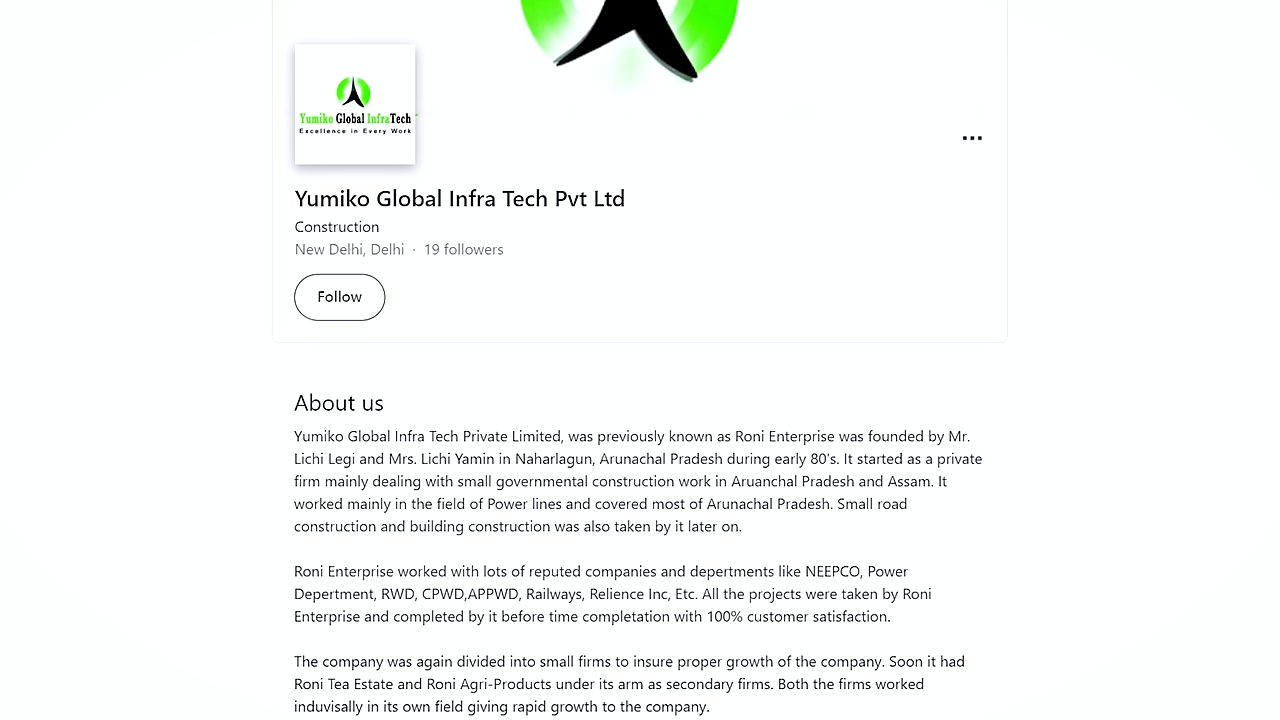 Yumiko Global InfraTech
Excellence in Every Work
...
Yumiko Global Infra Tech Pvt Ltd
Construction
New Delhi, Delhi · 19 followers
Follow
About us
Yumiko Global Infra Tech Private Limited, was previously known as Roni Enterprise was founded by Mr.
Lichi Legi and Mrs. Lichi Yamin in Naharlagun, Arunachal Pradesh during early 80's. It started as a private
firm mainly dealing with small governmental construction work in Aruanchal Pradesh and Assam. It
worked mainly in the field of Power lines and covered most of Arunachal Pradesh. Small road
construction and building construction was also taken by it later on.
Roni Enterprise worked with lots of reputed companies and depertments like NEEPCO, Power
Depertment, RWD, CPWD,APPWD, Railways, Relience Inc, Etc. All the projects were taken by Roni
Enterprise and completed by it before time completation with 100% customer satisfaction.
The company was again divided into small firms to insure proper growth of the company. Soon it had
Roni Tea Estate and Roni Agri-Products under its arm as secondary firms. Both the firms worked
induvisally in its own field giving rapid growth to the company.